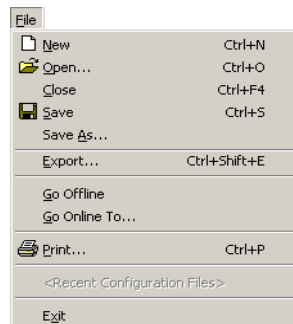 File
New Ctrl+N
Open... Ctrl+O
Close Ctrl+F4
Save Ctrl+S
Save As...
Export... Ctrl+Shift+E
Go Offline
Go Online To...
Print... Ctrl+P
<Recent Configuration Files>
Exit